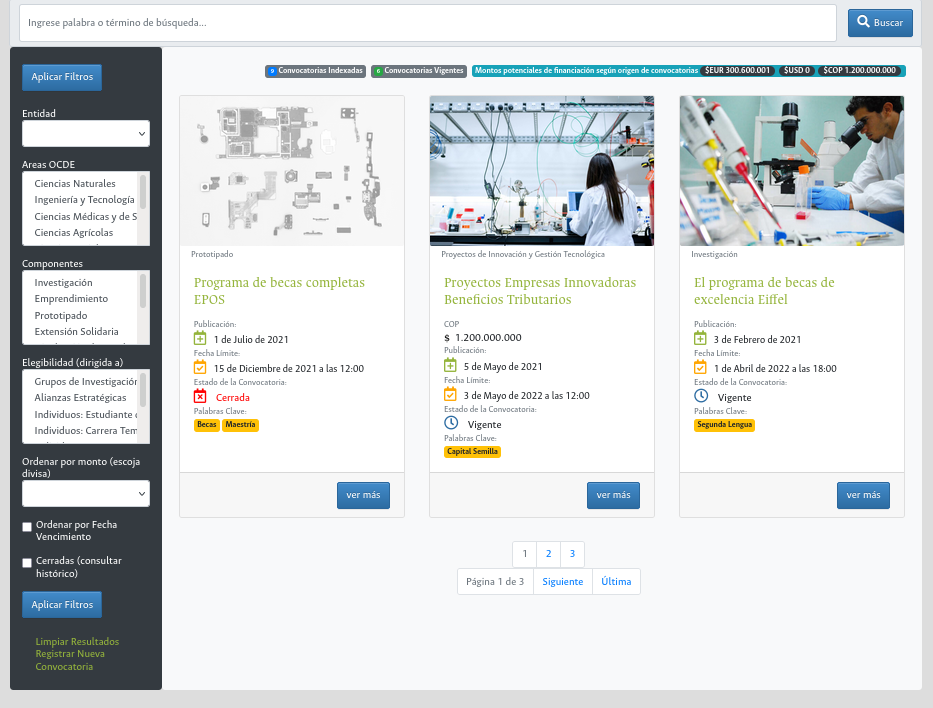 Ingrese palabra o término de búsqueda...
Buscar
Aplicar Filtros
Entidad
Areas OCDE
Ciencias Naturales
Ingeniería y Tecnología
Ciencias Médicas y de S
Ciencias Agrícolas
Componentes
Investigación
Emprendimiento
Prototipado
Extensión Solidaria
Elegebilidad (dirigida a)
Grupos de Investigación
Alianzas Estratégicas
Individuos: Estudiante
Individuos: Carrera Tem
Ordenar por monto (escoja
divisa)
Ordenar por Fecha
Vencimiento
Cerradas (consultar
histórico)
Aplicar Filtros
Limpiar Resultados
Registrar Nueva
Convocatoria
9 Convocatorias Indexadas
6 Convocatorias Vigentes
Montos potenciales de financiación según origen de convocatorias $EUR 300.600.001 $USD 0 $COP 1.200.000.000
Prototipado
Programa de becas completas
EPOS
Publicación:
1 de Julio de 2021
Fecha Límite:
15 de Diciembre de 2021 a las 12:00
Estado de la Convocatoria:
Cerrada
Palabras Clave:
Becas Maestría
ver más
Proyectos de Innovación y Gestión Tecnológica
Proyectos Empresas Innovadoras
Beneficios Tributarios
COP
$ 1.200.000.000
Publicación:
5 de Mayo de 2021
Fecha Límite:
3 de Mayo de 2022 a las 12:00
Estado de la Convocatoria:
Vigente
Palabras Clave:
Capital Semilla
ver más
Investigación
El programa de becas de
excelencia Eiffel
Publicación:
3 de Febrero de 2021
Fecha Límite:
1 de Abril de 2022 a las 18:00
Estado de la Convocatoria:
Vigente
Palabras Clave:
Segunda Lengua
ver más
1 2 3
Página 1 de 3 Siguiente Última